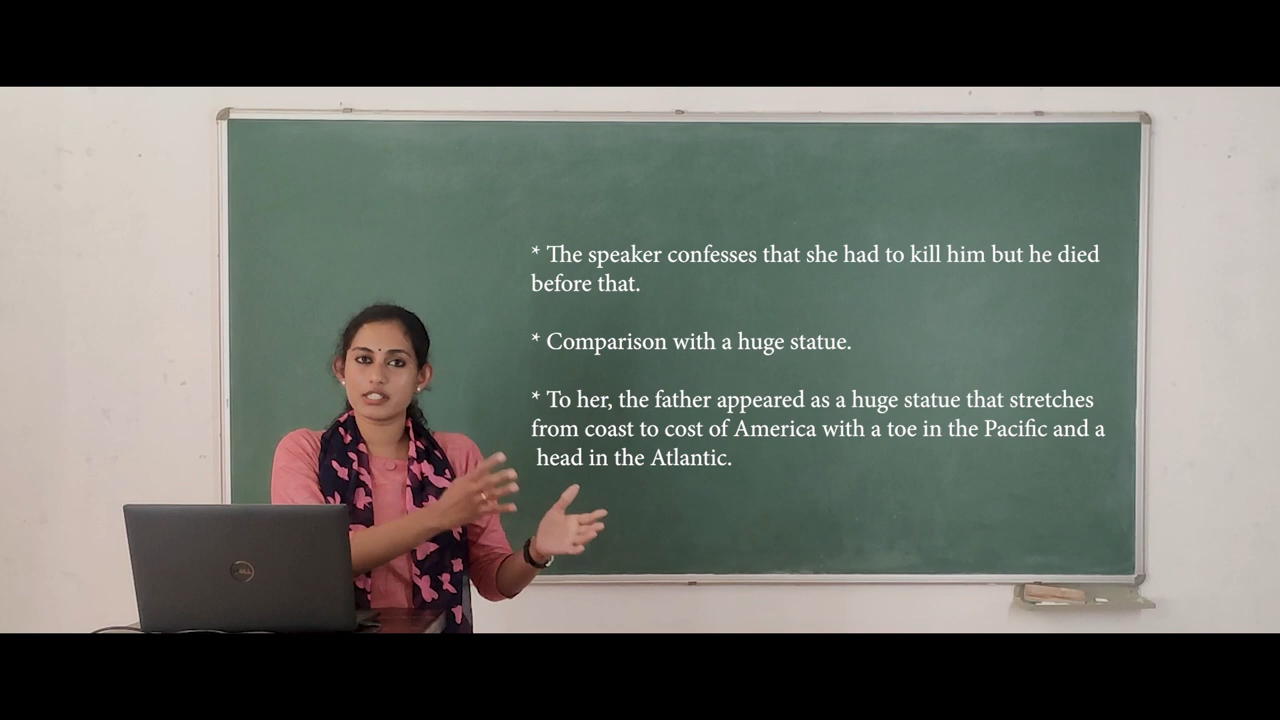 * The speaker confesses that she had to kill him but he died
before that.
* Comparison with a huge statue.
* To her, the father appeared as a huge statue that stretches
from coast to cost of America with a toe in the Pacific and a
head in the Atlantic.
DELL